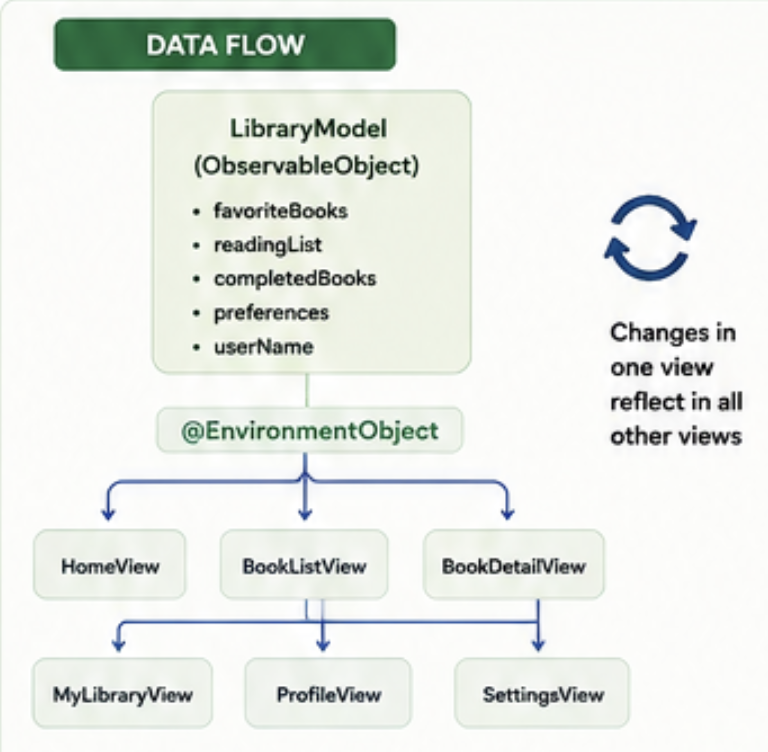 DATA FLOW
LibraryModel
(ObservableObject)
• favoriteBooks
• readingList
• completedBooks
• preferences
• userName
Changes in
one view
reflect in all
other views
@EnvironmentObject
HomeView
BookListView
BookDetailView
MyLibraryView
ProfileView
SettingsView